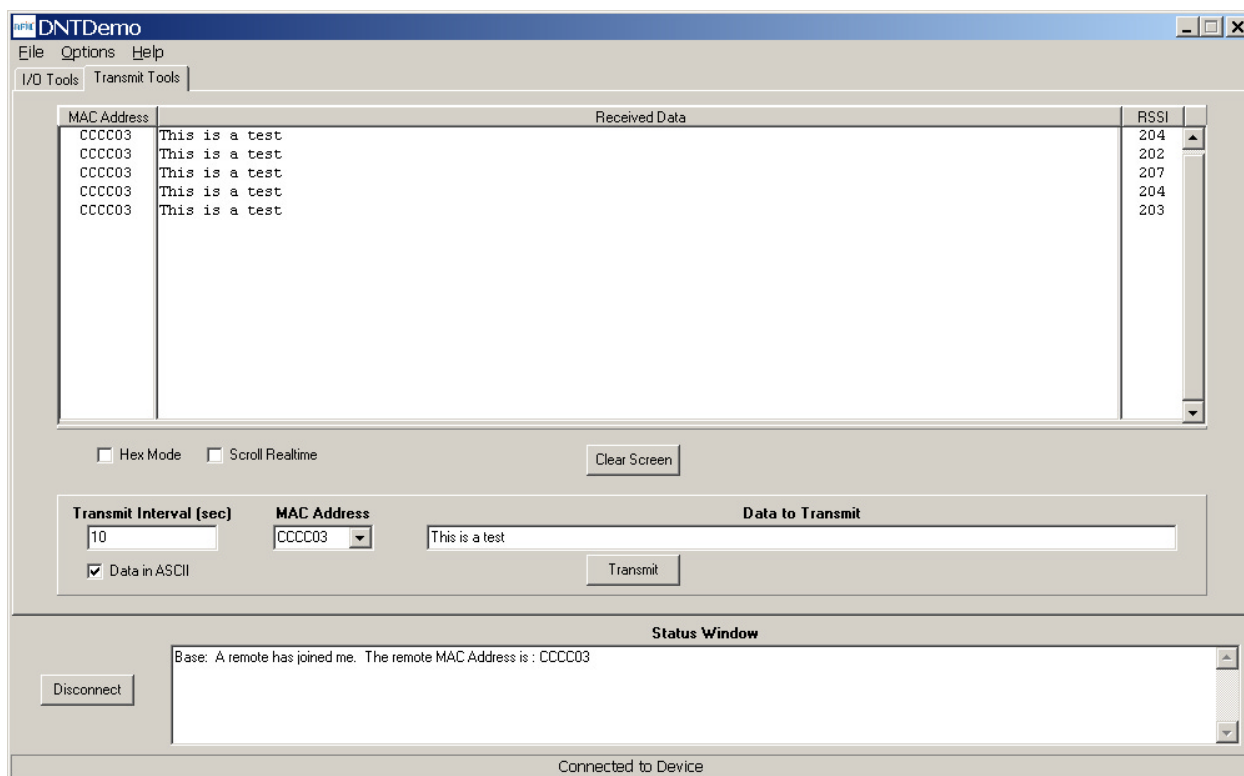 RFM DNTDemo
File Options Help
I/O Tools Transmit Tools
MAC Address Received Data RSSI
CCCC03 This is a test 204
CCCC03 This is a test 202
CCCC03 This is a test 207
CCCC03 This is a test 204
CCCC03 This is a test 203
Hex Mode Scroll Realtime Clear Screen
Transmit Interval (sec) MAC Address Data to Transmit
10 CCCC03 This is a test
Data in ASCII Transmit
Status Window
Base: A remote has joined me. The remote MAC Address is : CCCC03
Disconnect
Connected to Device